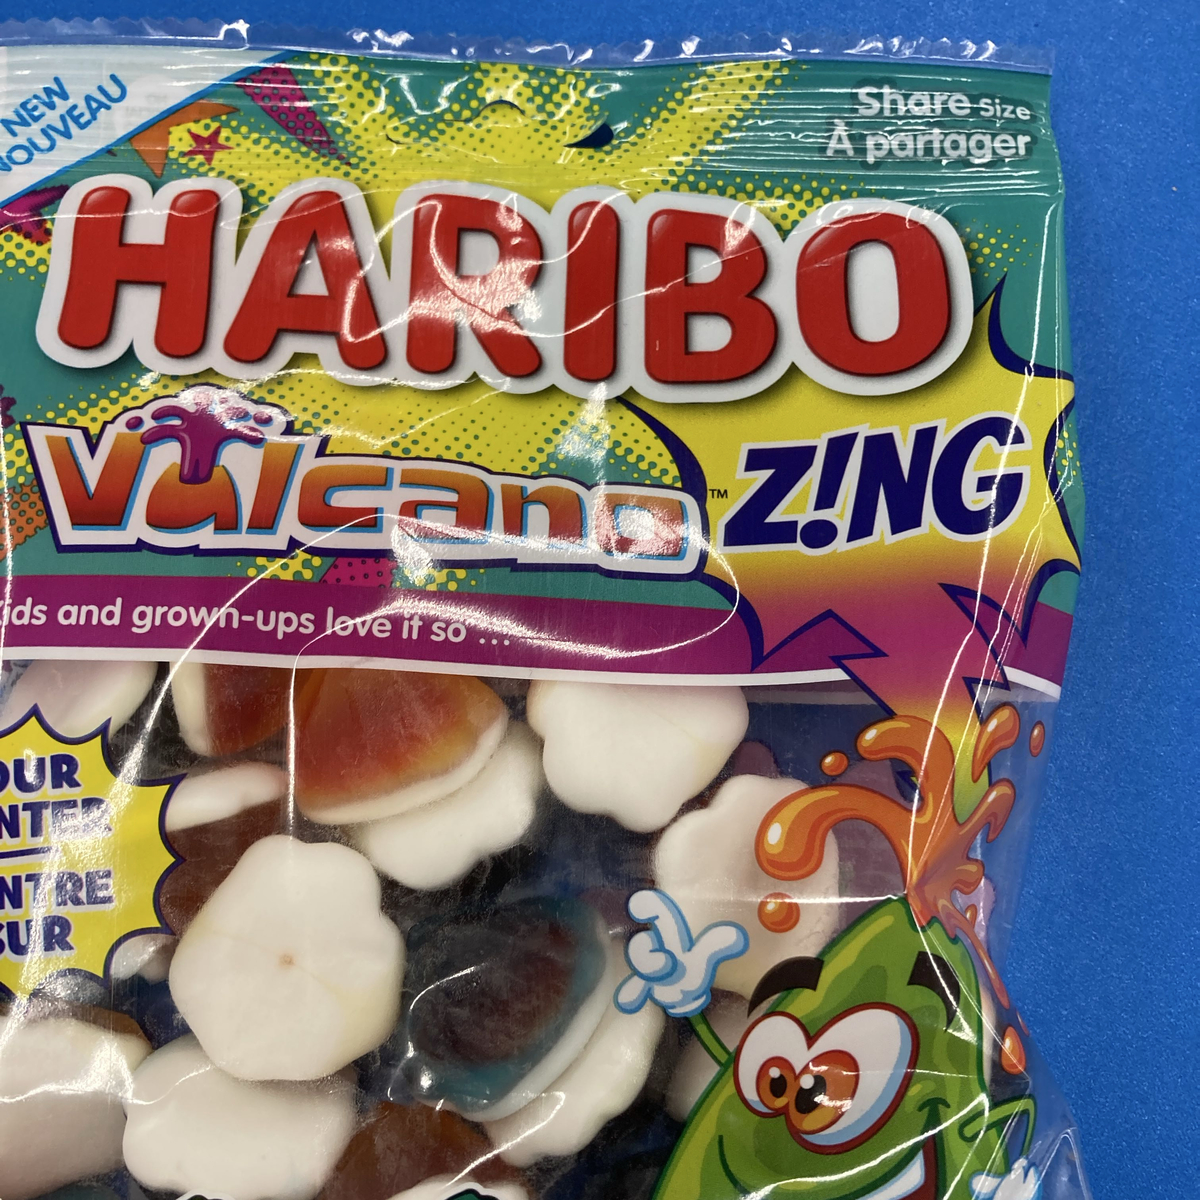 NEW
NOUVEAU
Share Size
À partager
HARIBO
Vulcano™ Z!NG
ids and grown-ups love it so ...
OUR
NTER
NTRE
SUR